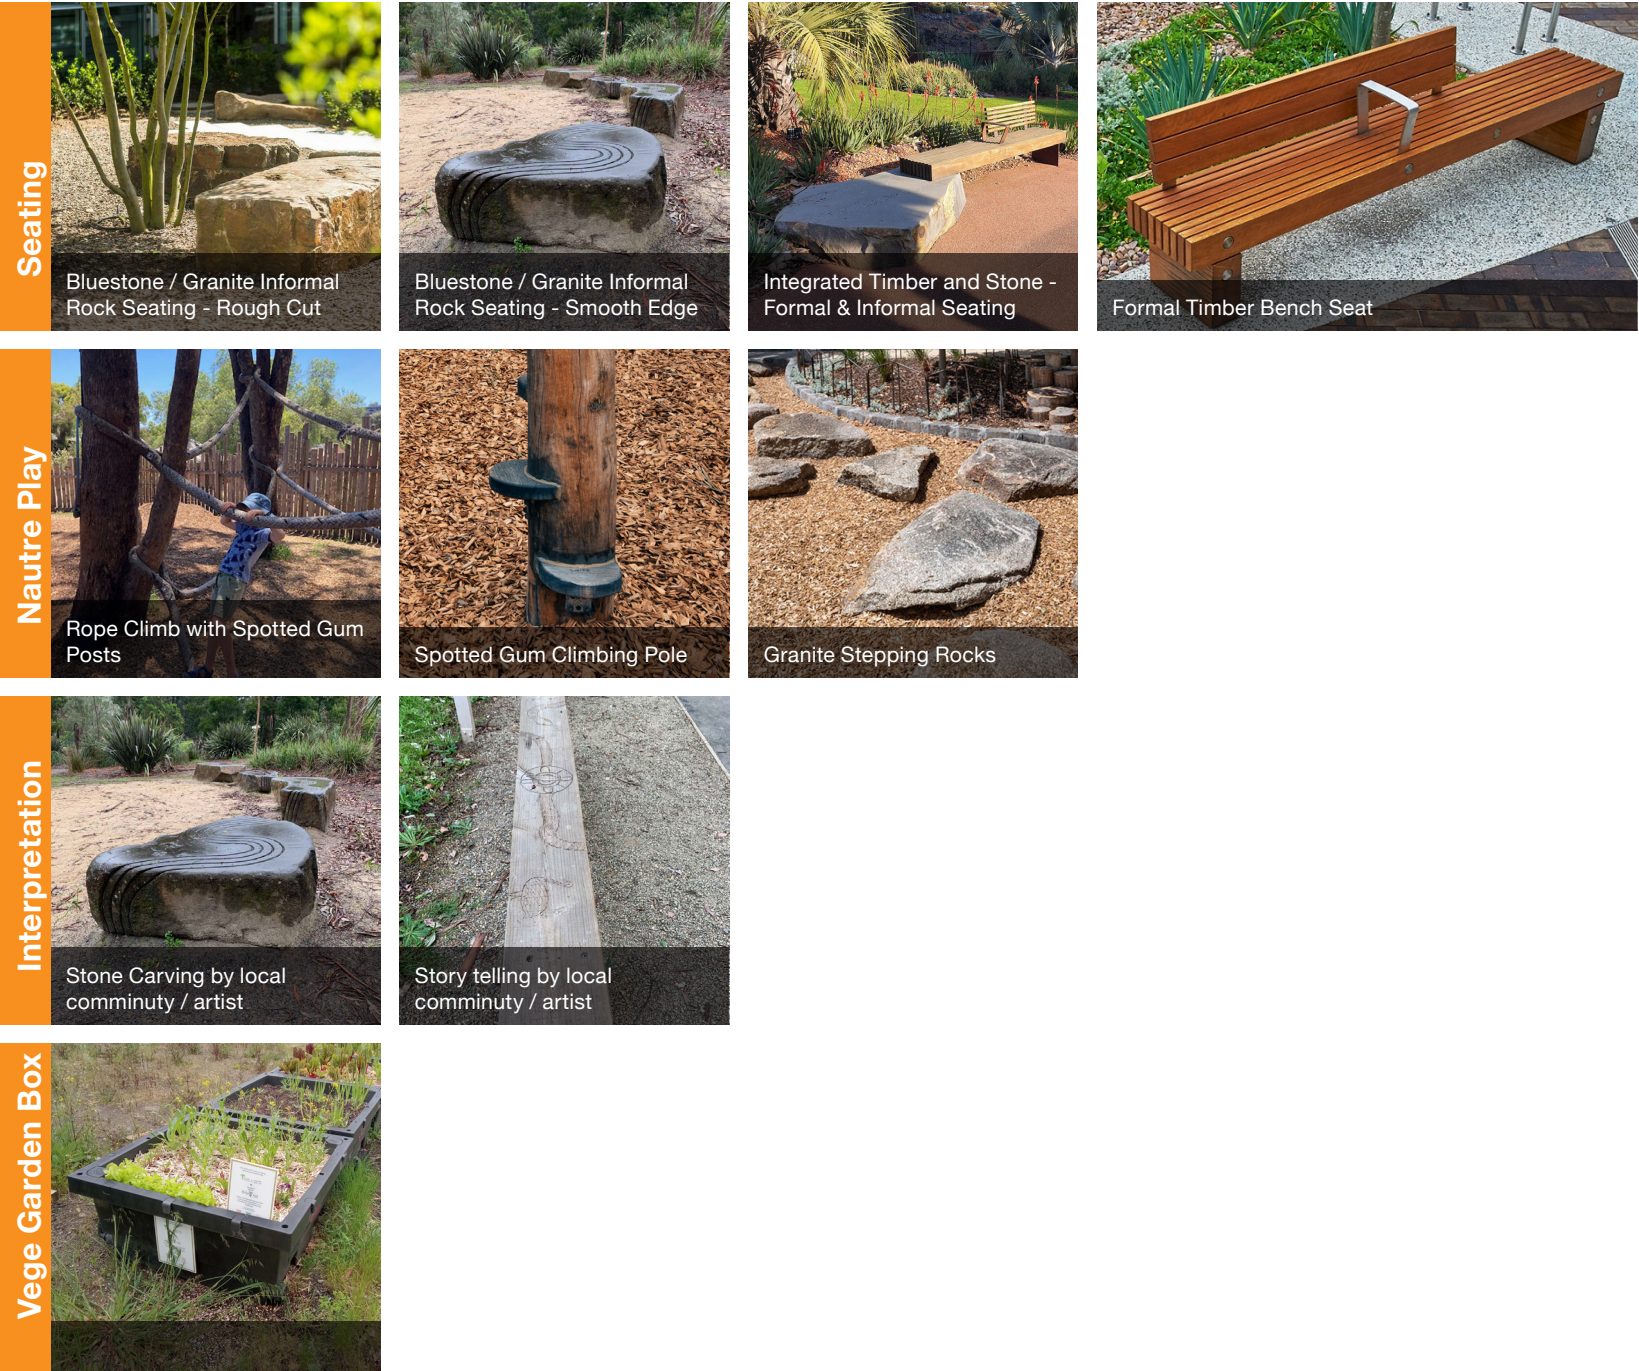 Seating
Bluestone / Granite Informal
Rock Seating - Rough Cut
Bluestone / Granite Informal
Rock Seating - Smooth Edge
Integrated Timber and Stone -
Formal & Informal Seating
Formal Timber Bench Seat
Nautre Play
Rope Climb with Spotted Gum
Posts
Spotted Gum Climbing Pole
Granite Stepping Rocks
Interpretation
Stone Carving by local
comminuty / artist
Story telling by local
comminuty / artist
Vege Garden Box